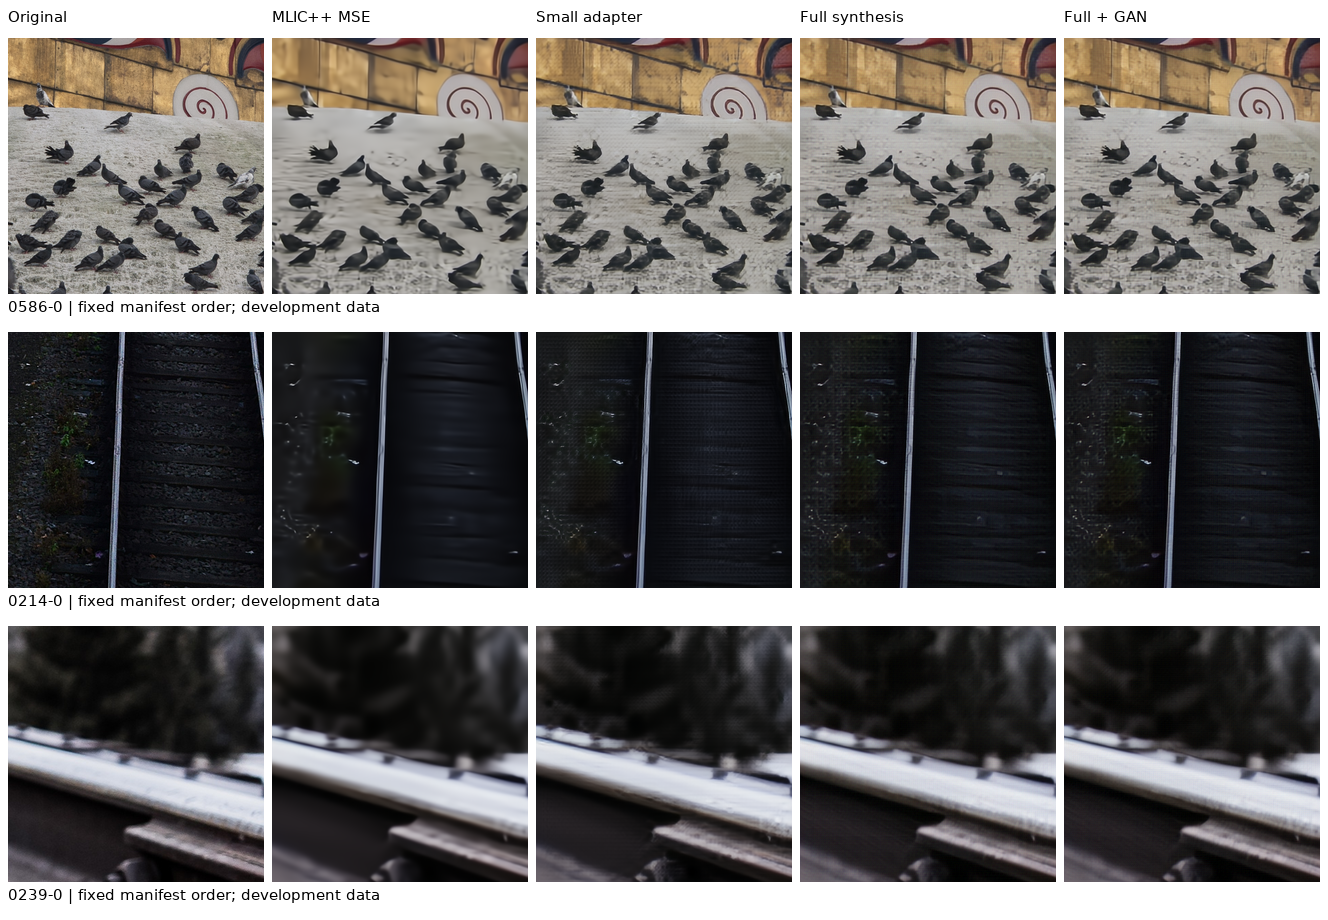 Original MLIC++ MSE Small adapter Full synthesis Full + GAN
0586-0 | fixed manifest order; development data
0214-0 | fixed manifest order; development data
0239-0 | fixed manifest order; development data